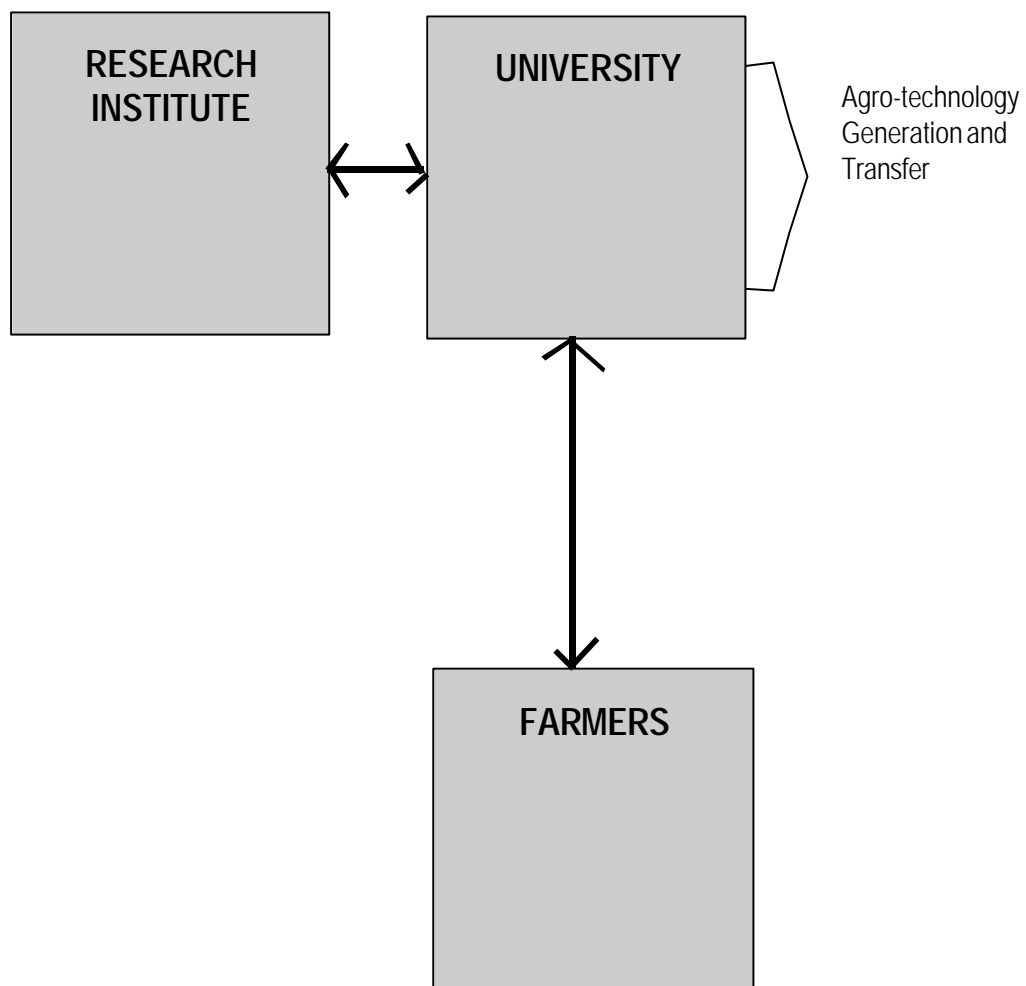 RESEARCH
INSTITUTE
UNIVERSITY
Agro-technology
Generation and
Transfer
FARMERS